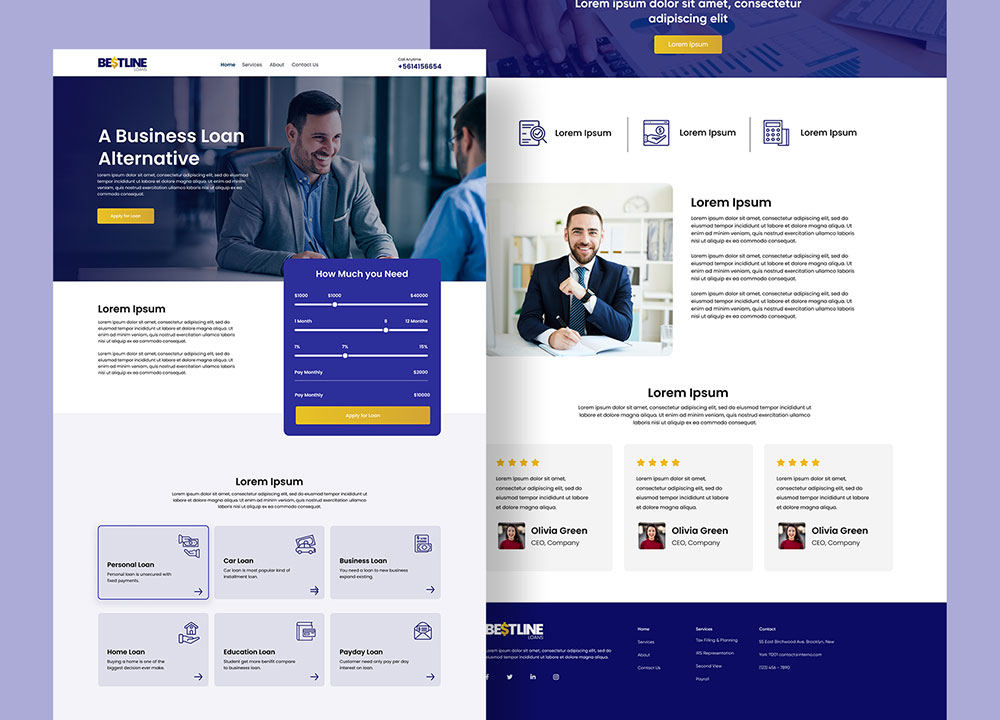 BE$TLINE
LOANS
Home Services About Contact Us
Call Anytime
+5614156654
A Business Loan
Alternative
Lorem ipsum dolor sit amet, consectetur adipiscing elit, sed do eiusmod
tempor incididunt ut labore et dolore magna aliqua. Ut enim ad minim
veniam, quis nostrud exercitation ullamco laboris nisi ut aliquip ex ea
commodo consequat.
Apply for Loan
How Much you Need
$1000 $1000 $40000
1 Month 8 12 Months
1% 7% 15%
Pay Monthly $2000
Pay Monthly $10000
Apply for Loan
Lorem Ipsum
Lorem ipsum dolor sit amet, consectetur adipiscing elit, sed do
eiusmod tempor incididunt ut labore et dolore magna aliqua. Ut
enim ad minim veniam, quis nostrud exercitation ullamco laboris
nisi ut aliquip ex ea commodo consequat.
Lorem ipsum dolor sit amet, consectetur adipiscing elit, sed do
eiusmod tempor incididunt ut labore et dolore magna aliqua. Ut
enim ad minim veniam, quis nostrud exercitation ullamco laboris
nisi ut aliquip ex ea commodo consequat.
Lorem Ipsum
Lorem ipsum dolor sit amet, consectetur adipiscing elit, sed do eiusmod
tempor incididunt ut labore et dolore magna aliqua. Ut enim ad minim veniam,
quis nostrud exercitation ullamco laboris nisi ut aliquip ex ea
commodo consequat.
Personal Loan
Personal loan is unsecured with
fixed payments.
Car Loan
Car loan is most popular kind of
installment loan.
Business Loan
You need a loan to new business
expand existing.
Home Loan
Buying a home is one of the
biggest decision ever make.
Education Loan
Student get more benifit compare
to businesss loan.
Payday Loan
Customer need only pay per day
interest on loan.
Lorem ipsum dolor sit amet, consectetur
adipiscing elit
Lorem Ipsum
Lorem Ipsum
Lorem Ipsum
Lorem Ipsum
Lorem Ipsum
Lorem ipsum dolor sit amet, consectetur adipiscing elit, sed do
eiusmod tempor incididunt ut labore et dolore magna aliqua. Ut
enim ad minim veniam, quis nostrud exercitation ullamco laboris
nisi ut aliquip ex ea commodo consequat.
Lorem ipsum dolor sit amet, consectetur adipiscing elit, sed do
eiusmod tempor incididunt ut labore et dolore magna aliqua.
Lorem ipsum dolor sit amet, consectetur adipiscing elit, sed do
eiusmod tempor incididunt ut labore et dolore magna aliqua. Ut
enim ad minim veniam, quis nostrud exercitation ullamco laboris
nisi ut aliquip ex ea commodo consequat.
Lorem Ipsum
Lorem ipsum dolor sit amet, consectetur adipiscing elit, sed do eiusmod
tempor incididunt ut labore et dolore magna aliqua. Ut enim ad minim veniam,
quis nostrud exercitation ullamco laboris nisi ut aliquip ex ea
commodo consequat.
Lorem ipsum dolor sit amet,
consectetur adipiscing elit, sed do
eiusmod tempor incididunt ut labore
et dolore magna aliqua.
Olivia Green
CEO, Company
Lorem ipsum dolor sit amet,
consectetur adipiscing elit, sed do
eiusmod tempor incididunt ut labore
et dolore magna aliqua.
Olivia Green
CEO, Company
Lorem ipsum dolor sit amet,
consectetur adipiscing elit, sed do
eiusmod tempor incididunt ut labore
et dolore magna aliqua.
Olivia Green
CEO, Company
BE$TLINE
LOANS
Lorem ipsum dolor sit amet, consectetur adipiscing elit, sed do
eiusmod tempor incididunt ut labore et dolore magna aliqua.
Home
Services
About
Contact Us
Services
Tax Filing & Planning
IRS Representation
Second View
Payroll
Contact
55 East Birchwood Ave. Brooklyn, New
York 11201 contact@interno.com
(123) 456 - 7890